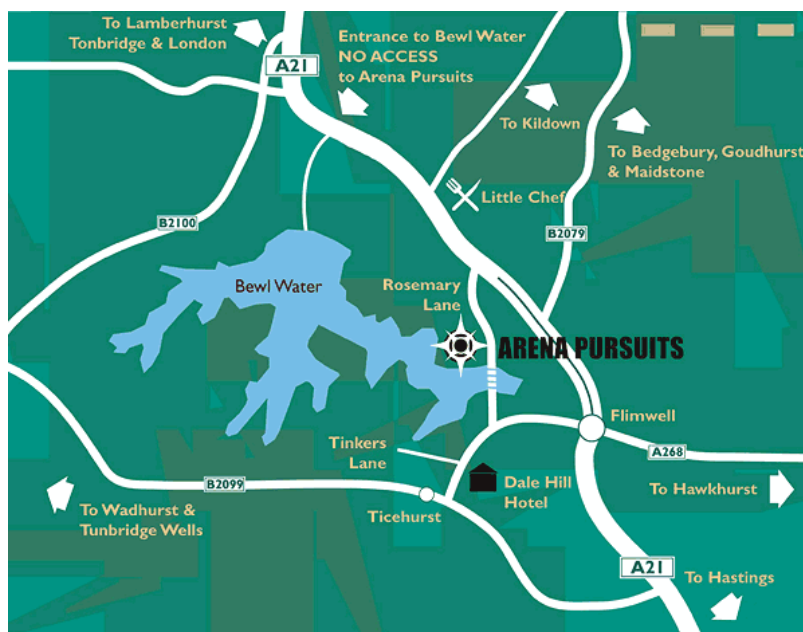 To Lamberhurst
Tonbridge & London
A21
Entrance to Bewl Water
NO ACCESS
to Arena Pursuits
To Kildown
To Bedgebury, Goudhurst
& Maidstone
Little Chef
B2100
B2079
Bewl Water
Rosemary
Lane
ARENA PURSUITS
Flimwell
Tinkers
Lane
A268
B2099
Dale Hill
Hotel
To Hawkhurst
To Wadhurst &
Tunbridge Wells
Ticehurst
A21
To Hastings